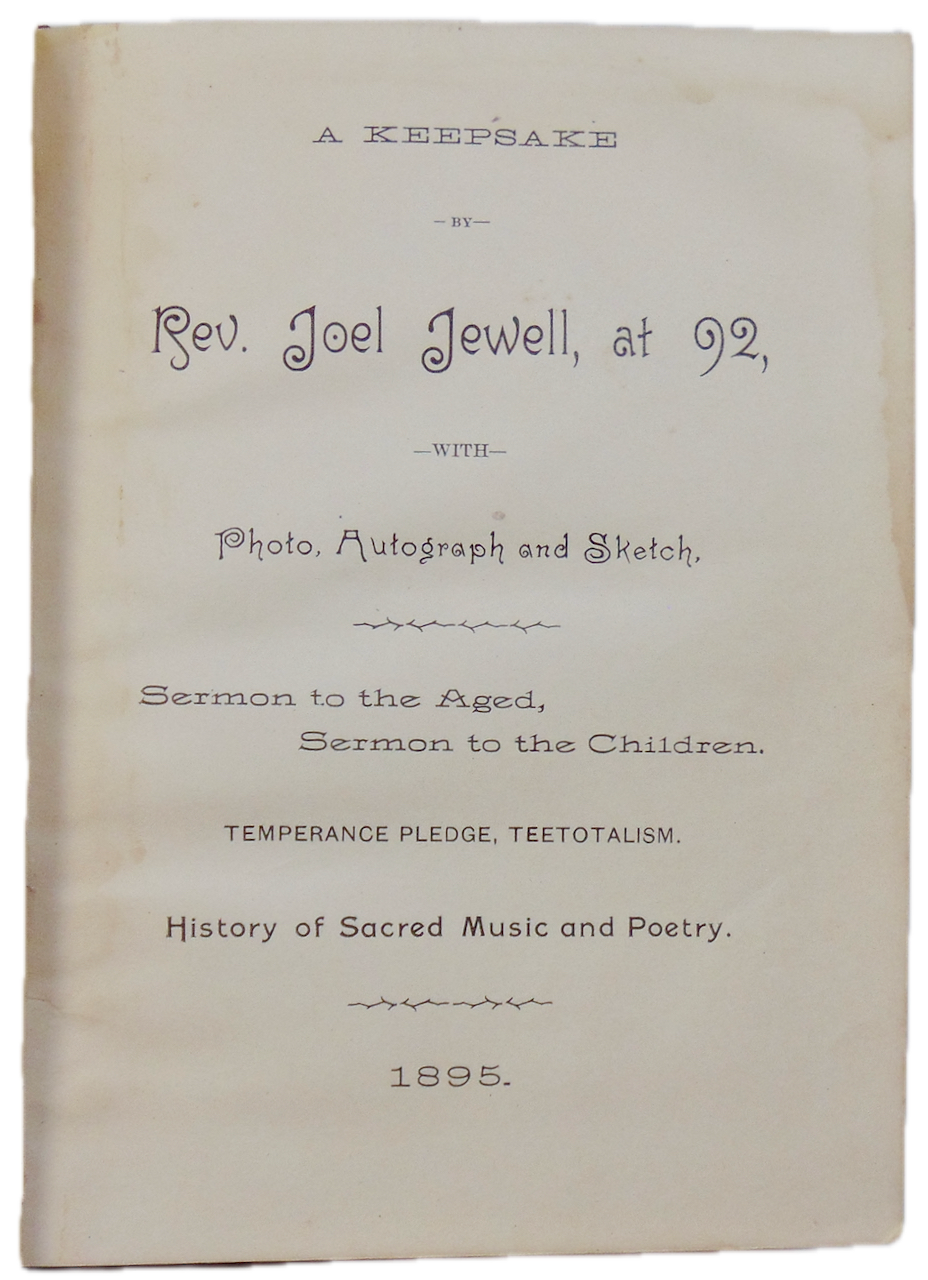 A KEEPSAKE
—BY—
Rev. Joel Jewell, at 92,
—WITH—
Photo, Autograph and Sketch,
Sermon to the Aged,
Sermon to the Children.
TEMPERANCE PLEDGE, TEETOTALISM.
History of Sacred Music and Poetry.
1895.